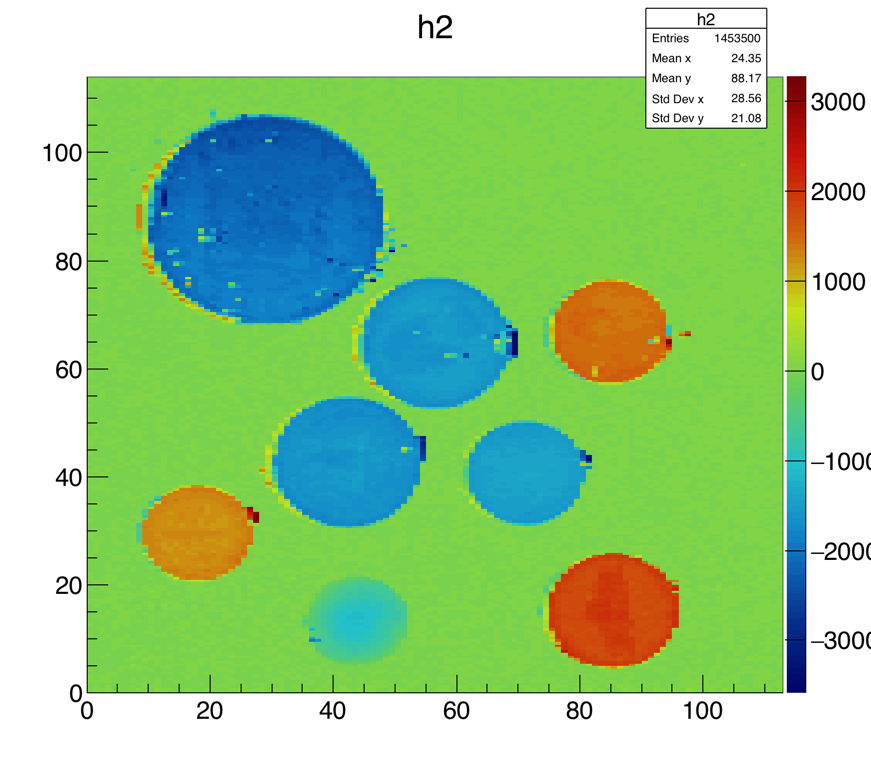 h2
h2
Entries 1453500
Mean x 24.35
Mean y 88.17
Std Dev x 28.56
Std Dev y 21.08
3000
2000
1000
0
−1000
−2000
−3000
100
80
60
40
20
0
0 20 40 60 80 100